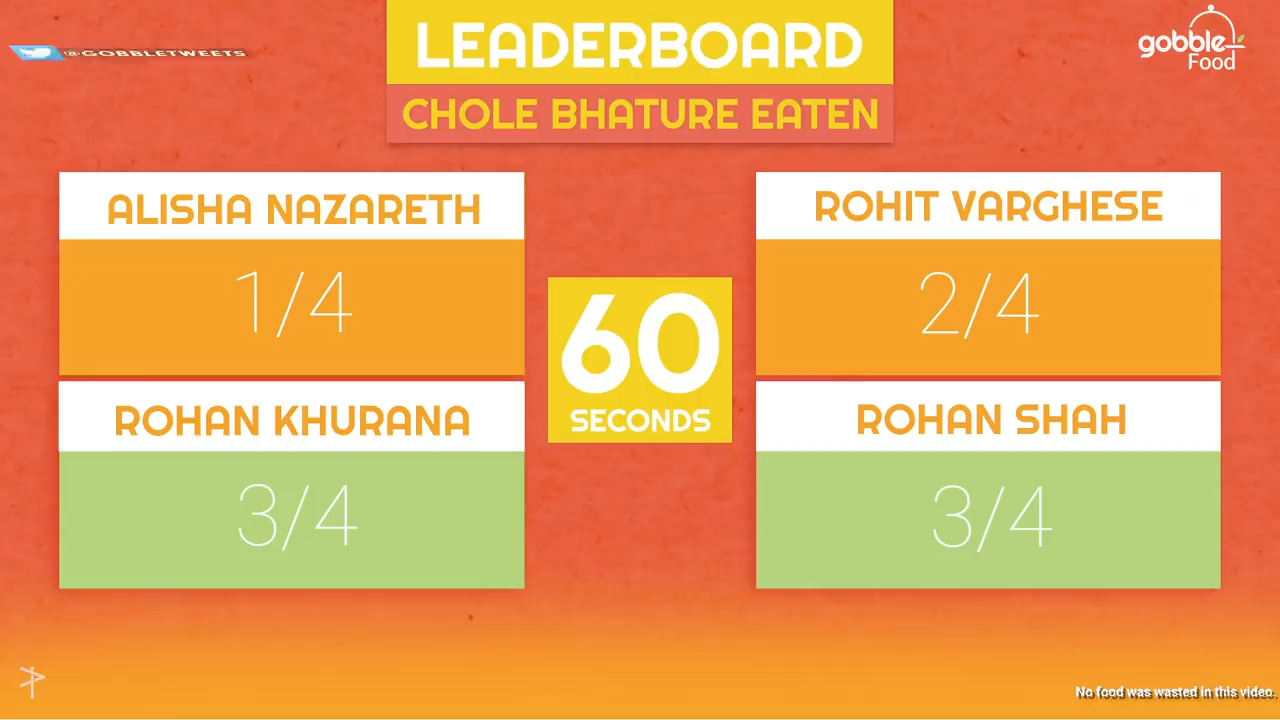 LEADERBOARD
CHOLE BHATURE EATEN
@GOBBLETWEETS
gobble
Food
ALISHA NAZARETH
1/4
ROHIT VARGHESE
2/4
60
SECONDS
ROHAN KHURANA
3/4
ROHAN SHAH
3/4
No food was wasted in this video.